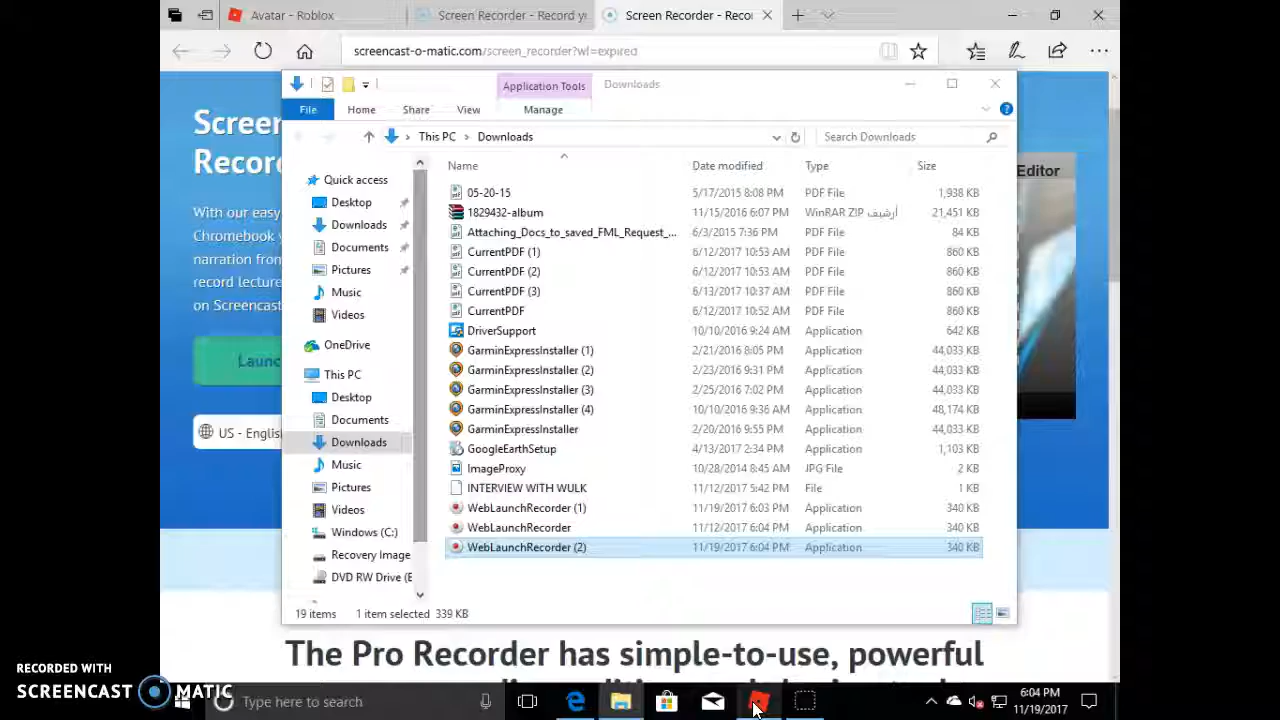 Avatar - Roblox
Screen Recorder - Record y
Screen Recorder - Reco
screencast-o-matic.com/screen_recorder?wl=expired
Application Tools
Downloads
File
Home
Share
View
Manage
This PC
Downloads
Search Downloads
Name
Date modified
Type
Size
Quick access
Desktop
Downloads
Documents
Pictures
Music
Videos
OneDrive
This PC
Desktop
Documents
Downloads
Music
Pictures
Videos
Windows (C:)
Recovery Image
DVD RW Drive (E
05-20-15 5/17/2015 8:08 PM PDF File 1,938 KB
1829432-album 11/15/2016 6:07 PM WinRAR ZIP أرشيف 21,451 KB
Attaching_Docs_to_saved_FML_Request_... 6/3/2015 7:36 PM PDF File 84 KB
CurrentPDF (1) 6/12/2017 10:53 AM PDF File 860 KB
CurrentPDF (2) 6/12/2017 10:53 AM PDF File 860 KB
CurrentPDF (3) 6/13/2017 10:37 AM PDF File 860 KB
CurrentPDF 6/12/2017 10:52 AM PDF File 860 KB
DriverSupport 10/10/2016 9:24 AM Application 642 KB
GarminExpressInstaller (1) 2/21/2016 8:05 PM Application 44,033 KB
GarminExpressInstaller (2) 2/23/2016 9:31 PM Application 44,033 KB
GarminExpressInstaller (3) 2/25/2016 7:02 PM Application 44,033 KB
GarminExpressInstaller (4) 10/10/2016 9:36 AM Application 48,174 KB
GarminExpressInstaller 2/20/2016 9:55 PM Application 44,033 KB
GoogleEarthSetup 4/13/2017 2:34 PM Application 1,103 KB
ImageProxy 10/28/2014 8:45 AM JPG File 2 KB
INTERVIEW WITH WULK 11/12/2017 5:42 PM File 1 KB
WebLaunchRecorder (1) 11/19/2017 6:03 PM Application 340 KB
WebLaunchRecorder 11/12/2017 6:04 PM Application 340 KB
WebLaunchRecorder (2) 11/19/2017 6:04 PM Application 340 KB
19 items 1 item selected 339 KB
Screen
Recor
With our easy
Chromebook
narration from
record lecture
on Screencast
Launc
US - English
Editor
The Pro Recorder has simple-to-use, powerful
RECORDED WITH
SCREENCAST MATIC
Type here to search
6:04 PM
11/19/2017